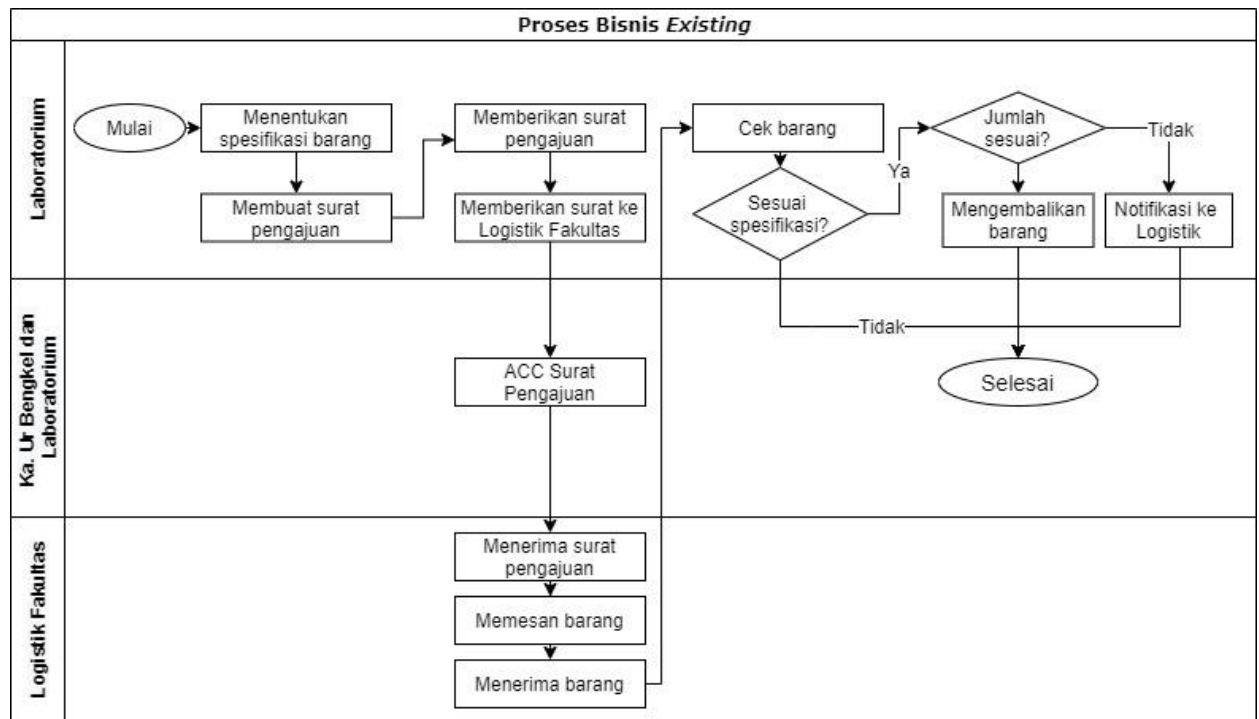 Proses Bisnis Existing
Laboratorium
Mulai
Menentukan
spesifikasi barang
Membuat surat
pengajuan
Memberikan surat
pengajuan
Memberikan surat ke
Logistik Fakultas
Cek barang
Sesuai
spesifikasi?
Ya
Jumlah
sesuai?
Tidak
Mengembalikan
barang
Notifikasi ke
Logistik
Ka. Ur Bengkel dan
Laboratorium
ACC Surat
Pengajuan
Tidak
Selesai
Logistik Fakultas
Menerima surat
pengajuan
Memesan barang
Menerima barang